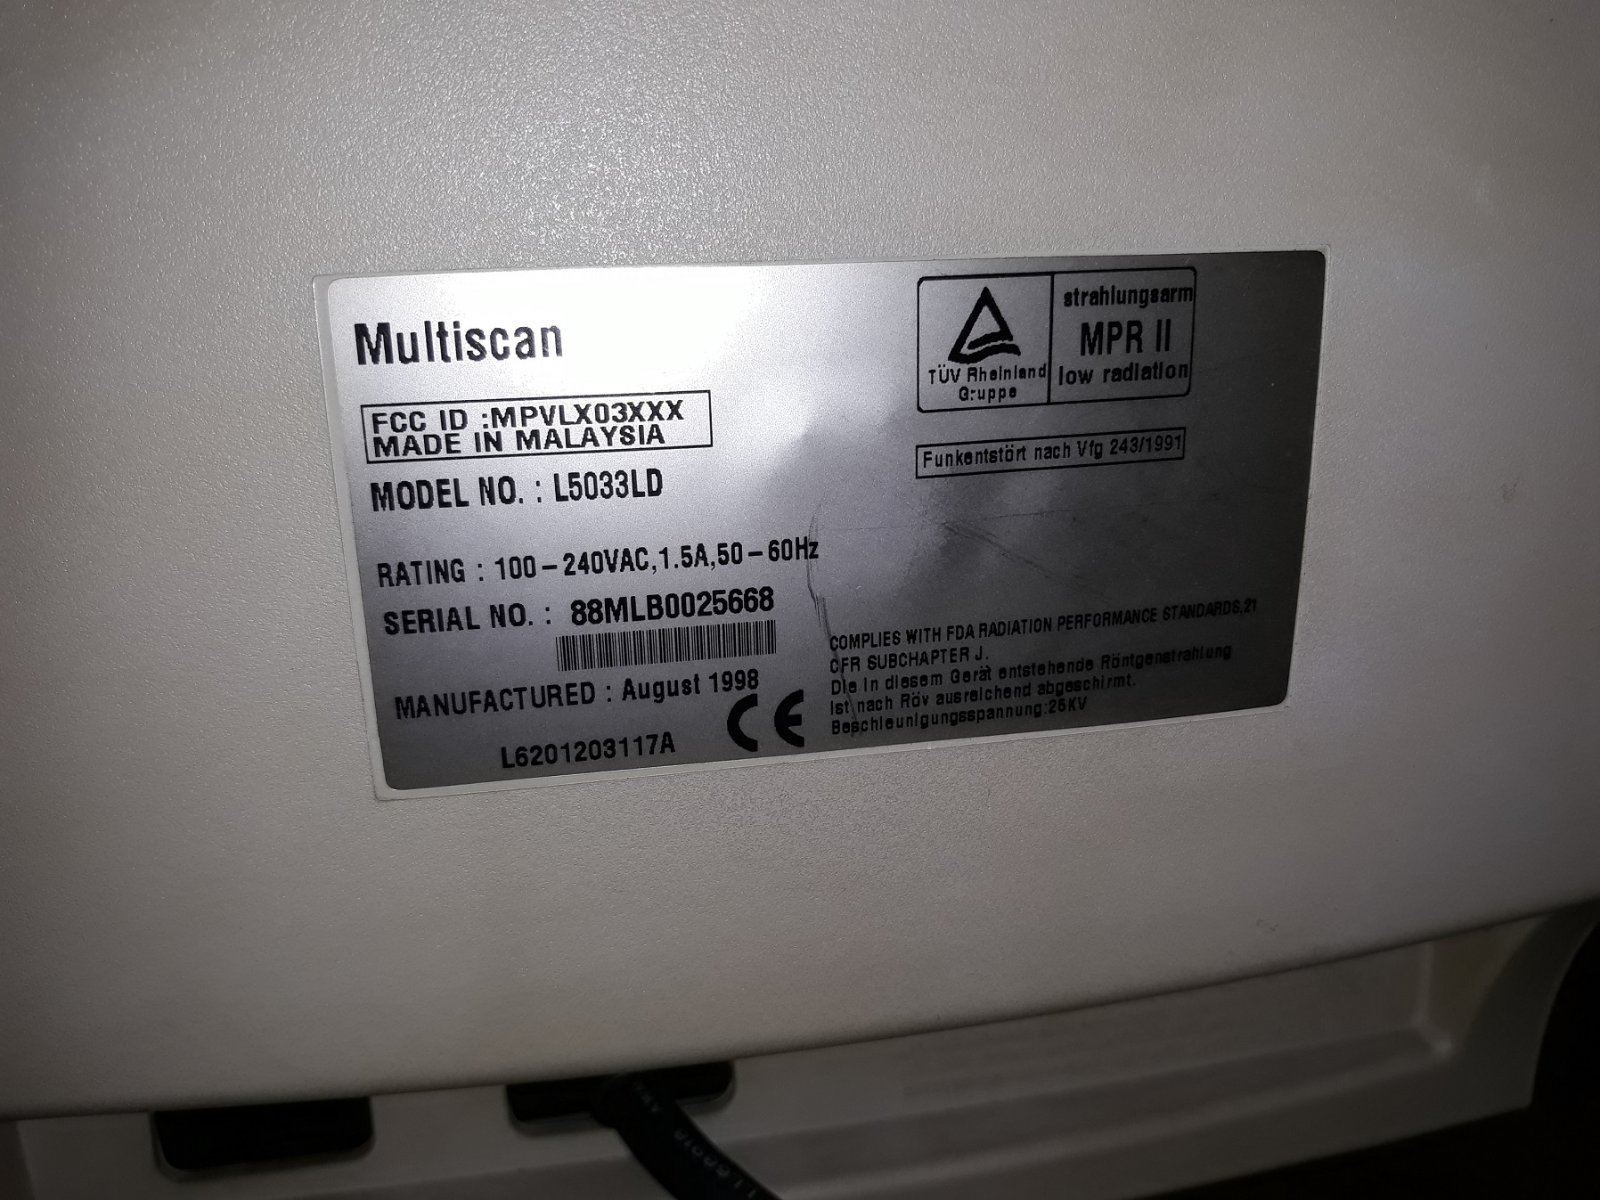 Multiscan
FCC ID :MPVLX03XXX
MADE IN MALAYSIA
MODEL NO. : L5033LD
RATING : 100-240VAC,1.5A,50-60Hz
SERIAL NO. : 88MLB0025668
MANUFACTURED : August 1998
L6201203117A
CE
TÜV Rheinland
Gruppe
strahlungsarm
MPR II
low radiation
Funkentstört nach Vfg 243/1991
COMPLIES WITH FDA RADIATION PERFORMANCE STANDARDS,21
CFR SUBCHAPTER J.
Die in diesem Gerät entstehende Röntgenstrahlung
ist nach Röv ausreichend abgeschirmt.
Beschleunigungsspannung:25KV